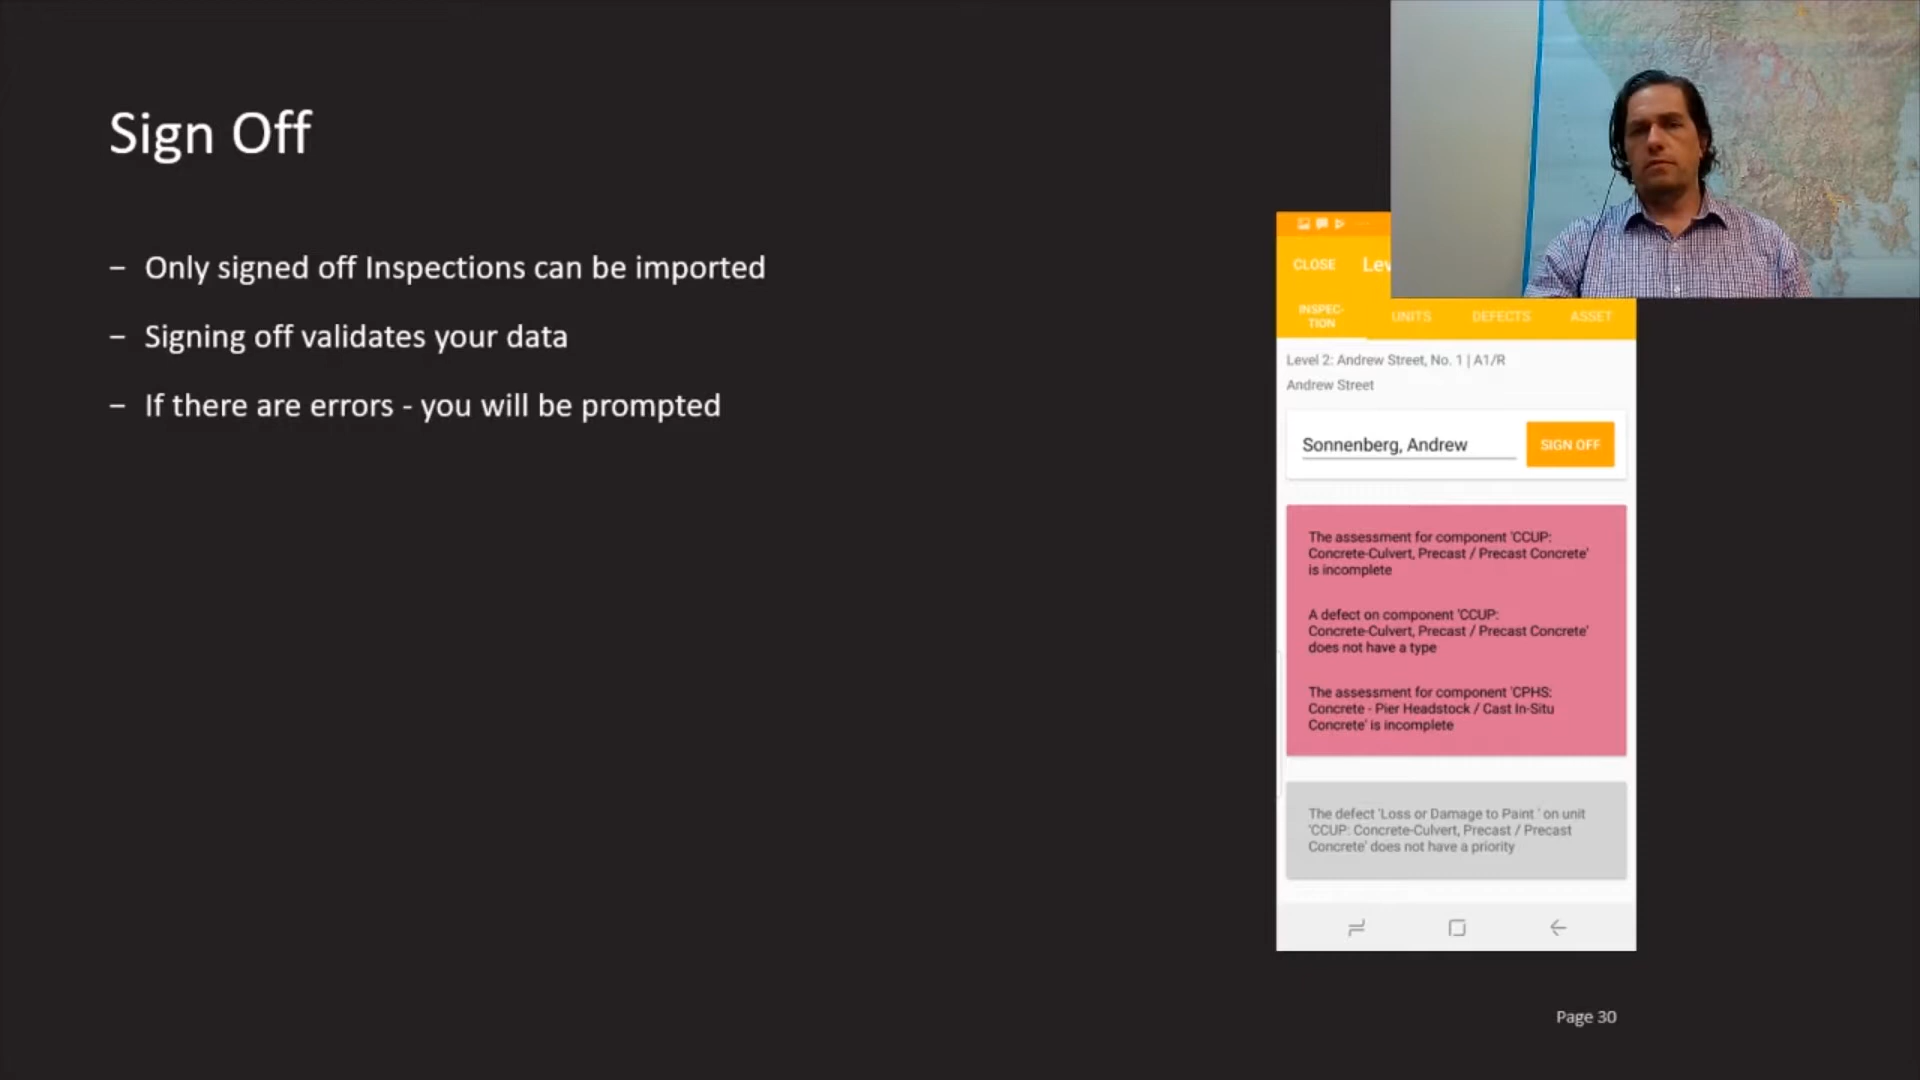 Sign Off
– Only signed off Inspections can be imported
– Signing off validates your data
– If there are errors - you will be prompted
CLOSE
INSPEC-
TION
UNITS
DEFECTS
ASSET
Level 2: Andrew Street, No. 1 | A1/R
Andrew Street
Sonnenberg, Andrew
SIGN OFF
The assessment for component 'CCUP:
Concrete-Culvert, Precast / Precast Concrete'
is incomplete
A defect on component 'CCUP:
Concrete-Culvert, Precast / Precast Concrete'
does not have a type
The assessment for component 'CPHS:
Concrete - Pier Headstock / Cast In-Situ
Concrete' is incomplete
The defect 'Loss or Damage to Paint ' on unit
'CCUP: Concrete-Culvert, Precast / Precast
Concrete' does not have a priority
Page 30